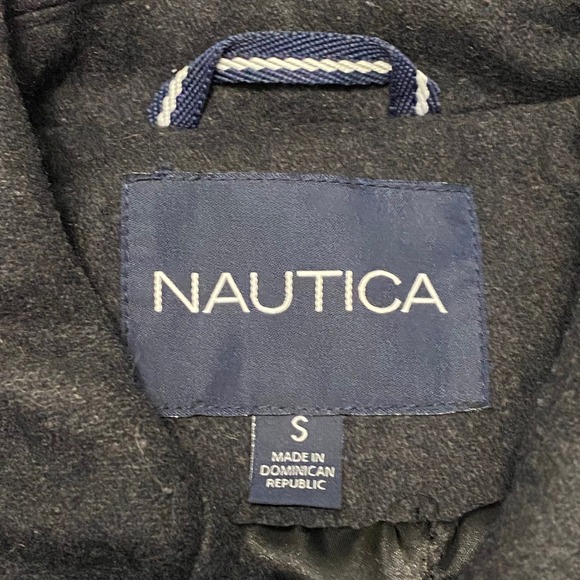 NAUTICA
S
MADE IN
DOMINICAN
REPUBLIC